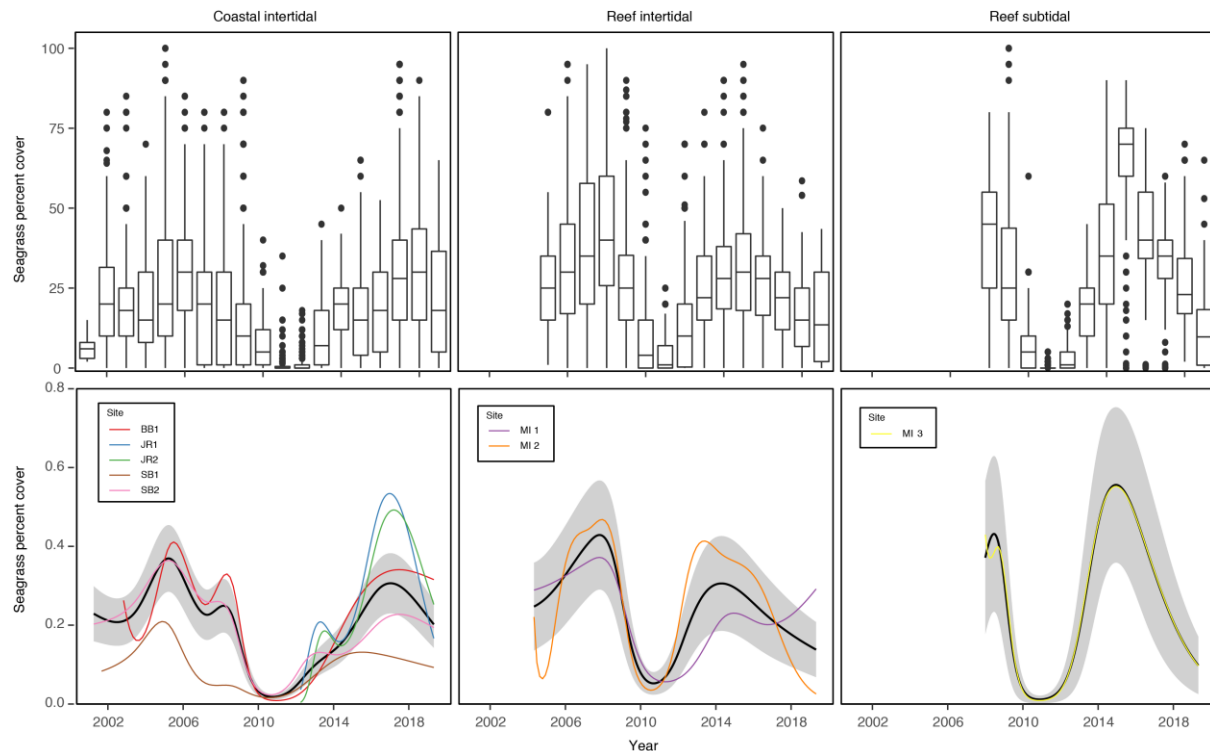 Coastal intertidal Reef intertidal Reef subtidal
Seagrass percent cover
100
75
50
25
0
Seagrass percent cover
0.8
0.6
0.4
0.2
0.0
Site
BB1
JR1
JR2
SB1
SB2
Site
MI 1
MI 2
Site
MI 3
2002 2006 2010 2014 2018 2002 2006 2010 2014 2018 2002 2006 2010 2014 2018
Year